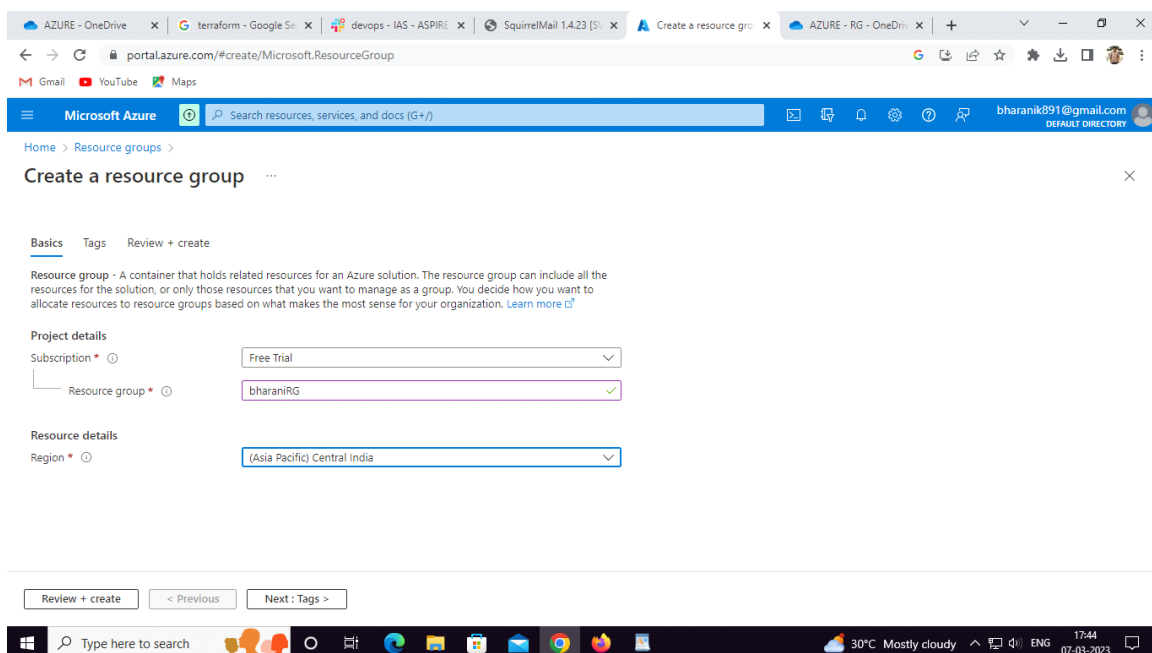 AZURE - OneDrive
terraform - Google Se
devops - IAS - ASPIRE
SquirrelMail 1.4.23 [SV
Create a resource gro
AZURE - RG - OneDriv
portal.azure.com/#create/Microsoft.ResourceGroup
Gmail YouTube Maps
Microsoft Azure
Search resources, services, and docs (G+/)
bharanik891@gmail.com
DEFAULT DIRECTORY
Home > Resource groups >
Create a resource group ...
Basics Tags Review + create
Resource group - A container that holds related resources for an Azure solution. The resource group can include all the
resources for the solution, or only those resources that you want to manage as a group. You decide how you want to
allocate resources to resource groups based on what makes the most sense for your organization. Learn more
Project details
Subscription * Free Trial
Resource group * bharaniRG
Resource details
Region * (Asia Pacific) Central India
Review + create < Previous Next : Tags >
Type here to search
30°C Mostly cloudy ENG
17:44
07-03-2023